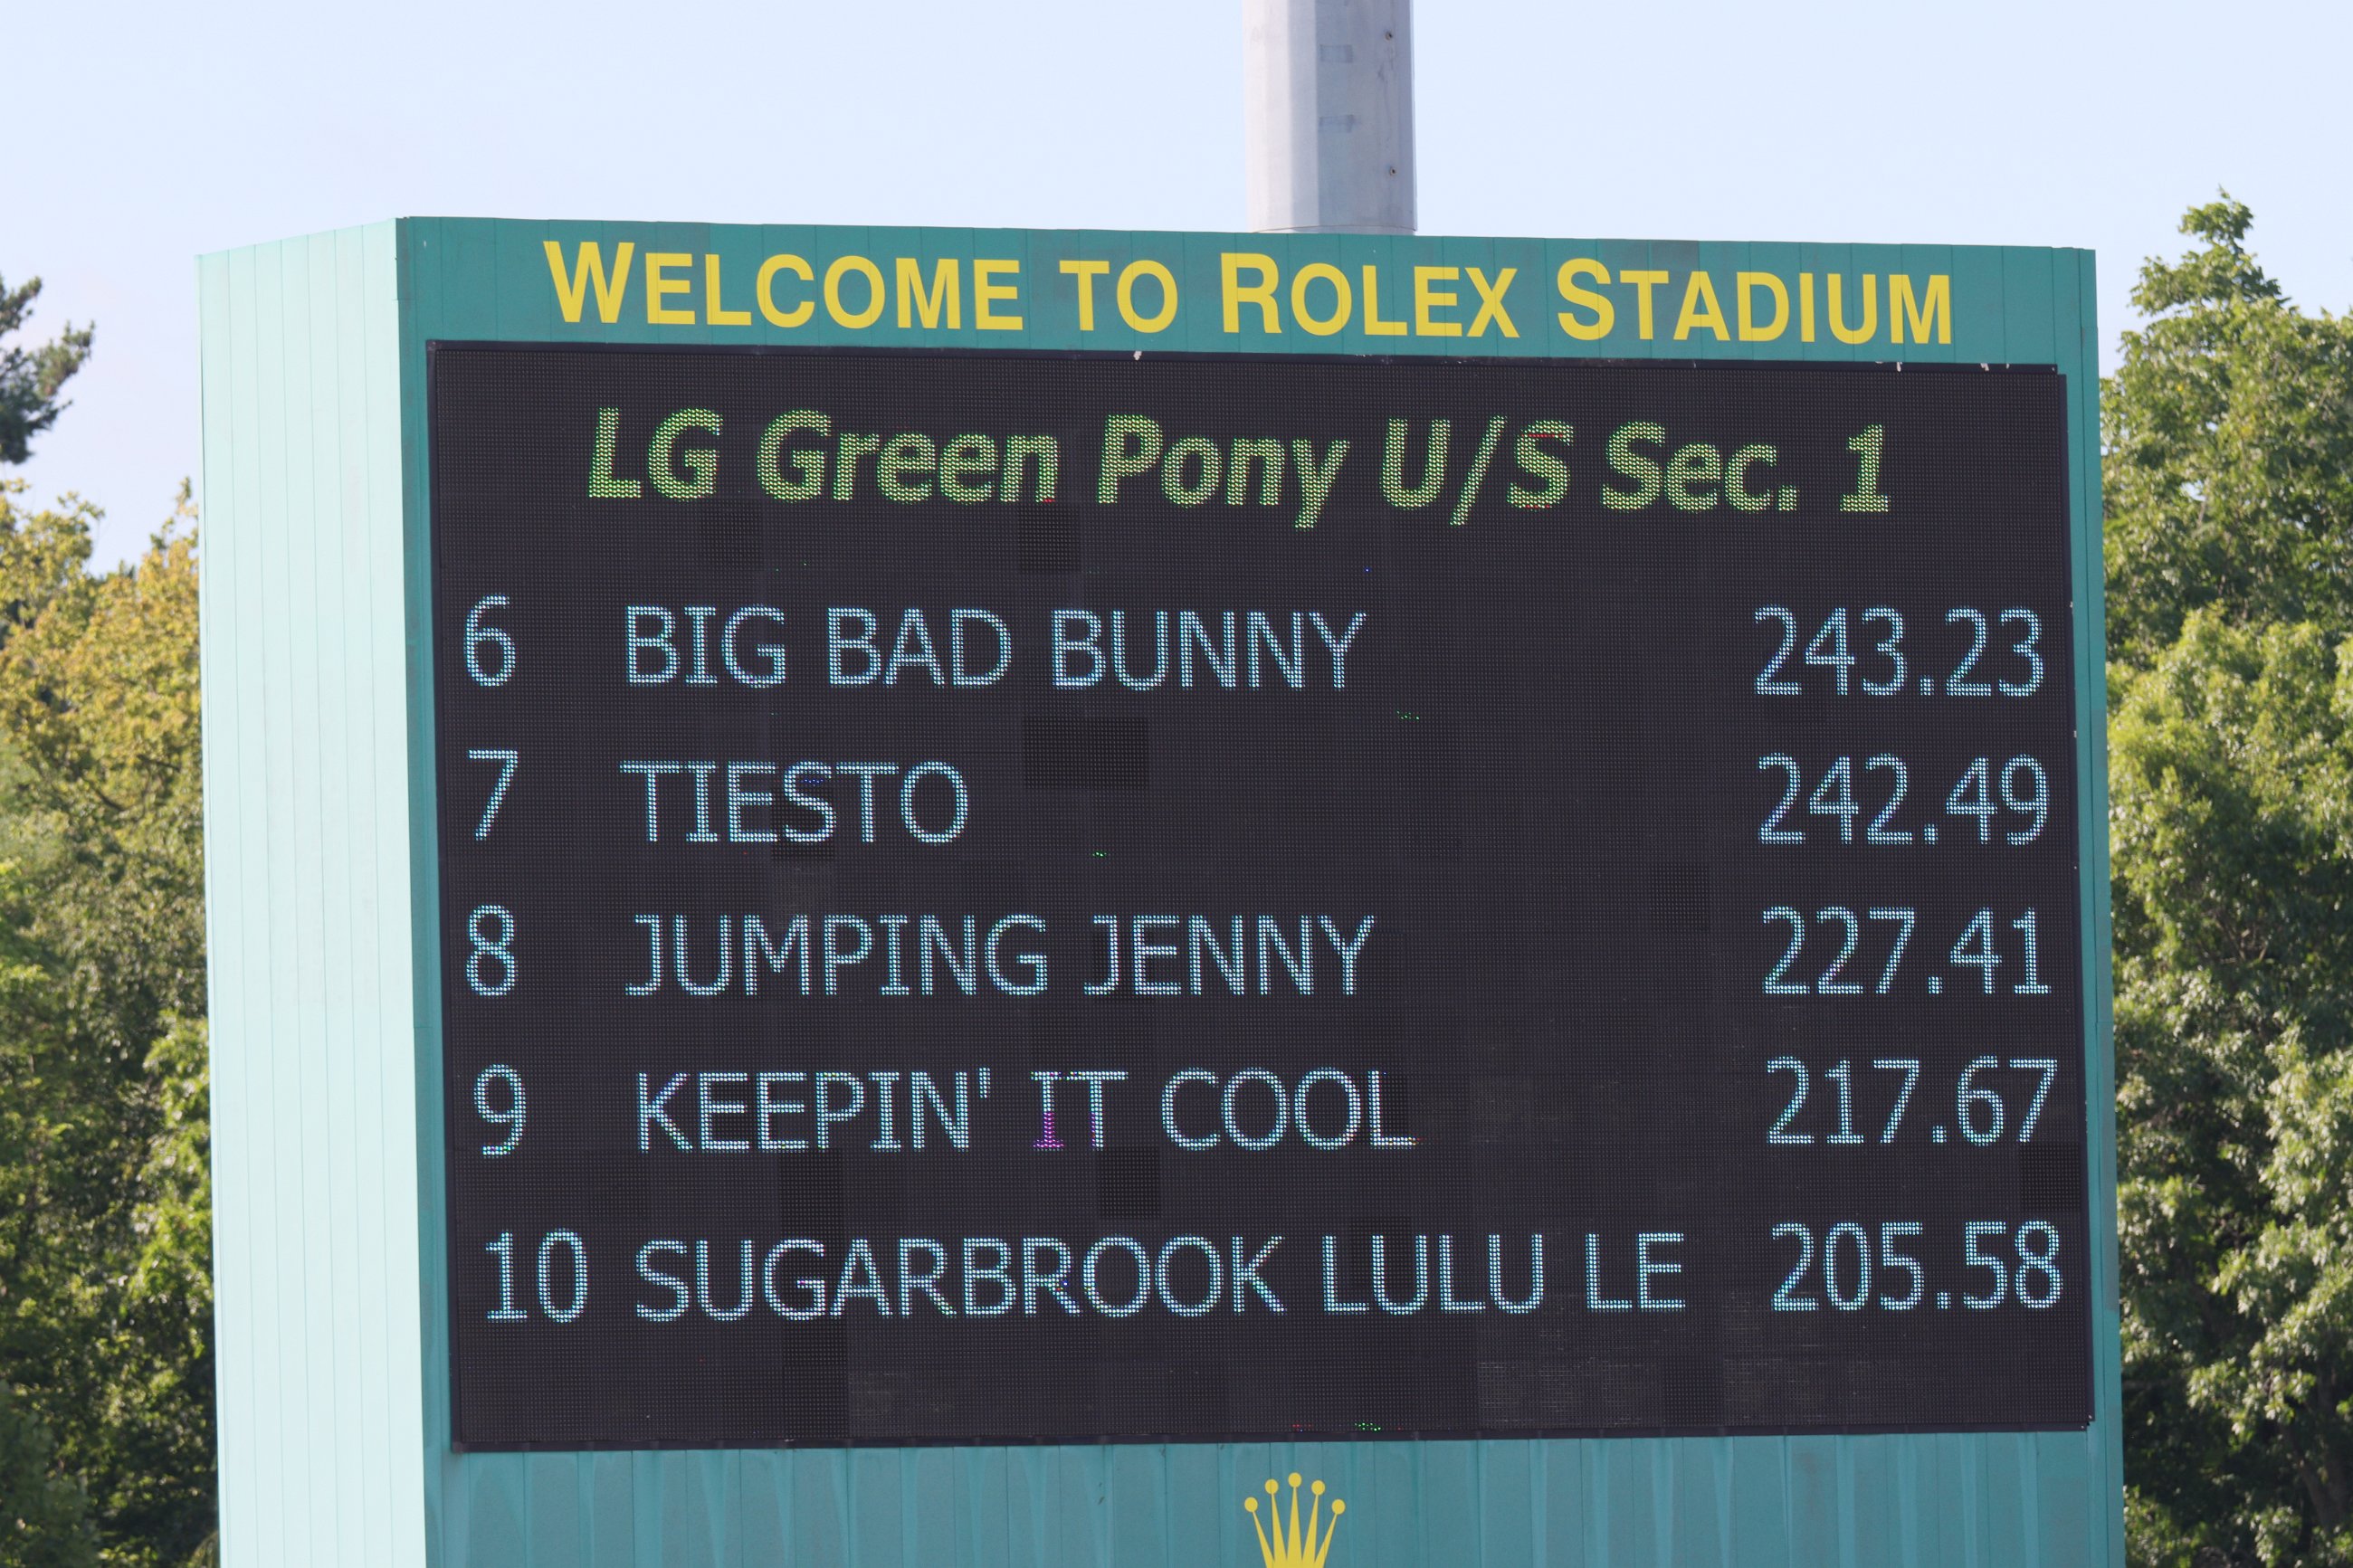 WELCOME TO ROLEX STADIUM
LG Green Pony U/S Sec. 1
6 BIG BAD BUNNY 243.23
7 TIESTO 242.49
8 JUMPING JENNY 227.41
9 KEEPIN' IT COOL 217.67
10 SUGARBROOK LULU LE 205.58